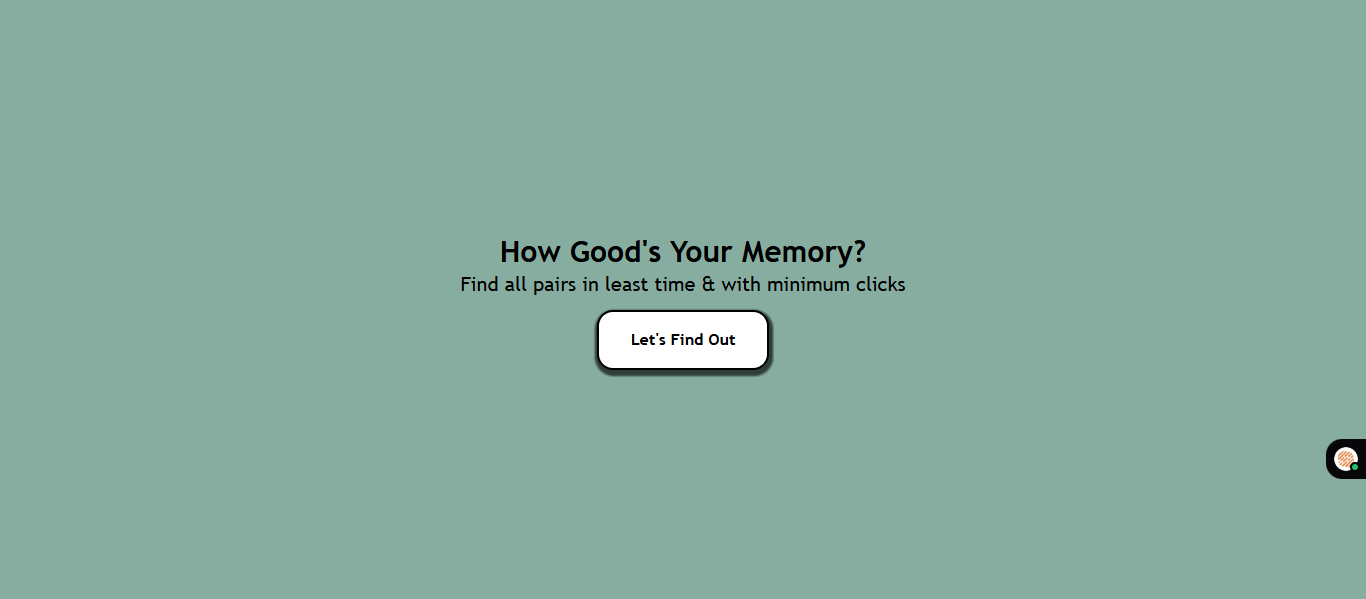 How Good's Your Memory?
Find all pairs in least time & with minimum clicks
Let's Find Out